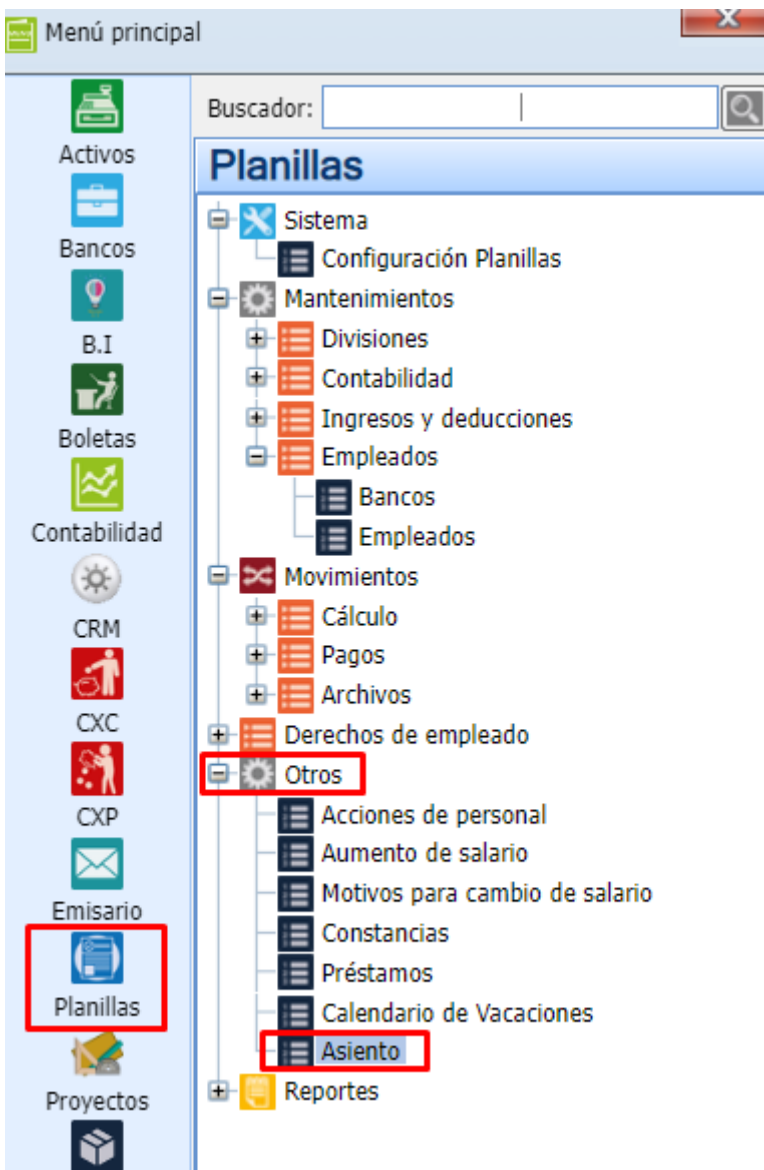 Menú principal
Activos
Bancos
B.I
Boletas
Contabilidad
CRM
CXC
CXP
Emisario
Planillas
Proyectos
Buscador:
Planillas
Sistema
Configuración Planillas
Mantenimientos
Divisiones
Contabilidad
Ingresos y deducciones
Empleados
Bancos
Empleados
Movimientos
Cálculo
Pagos
Archivos
Derechos de empleado
Otros
Acciones de personal
Aumento de salario
Motivos para cambio de salario
Constancias
Préstamos
Calendario de Vacaciones
Asiento
Reportes